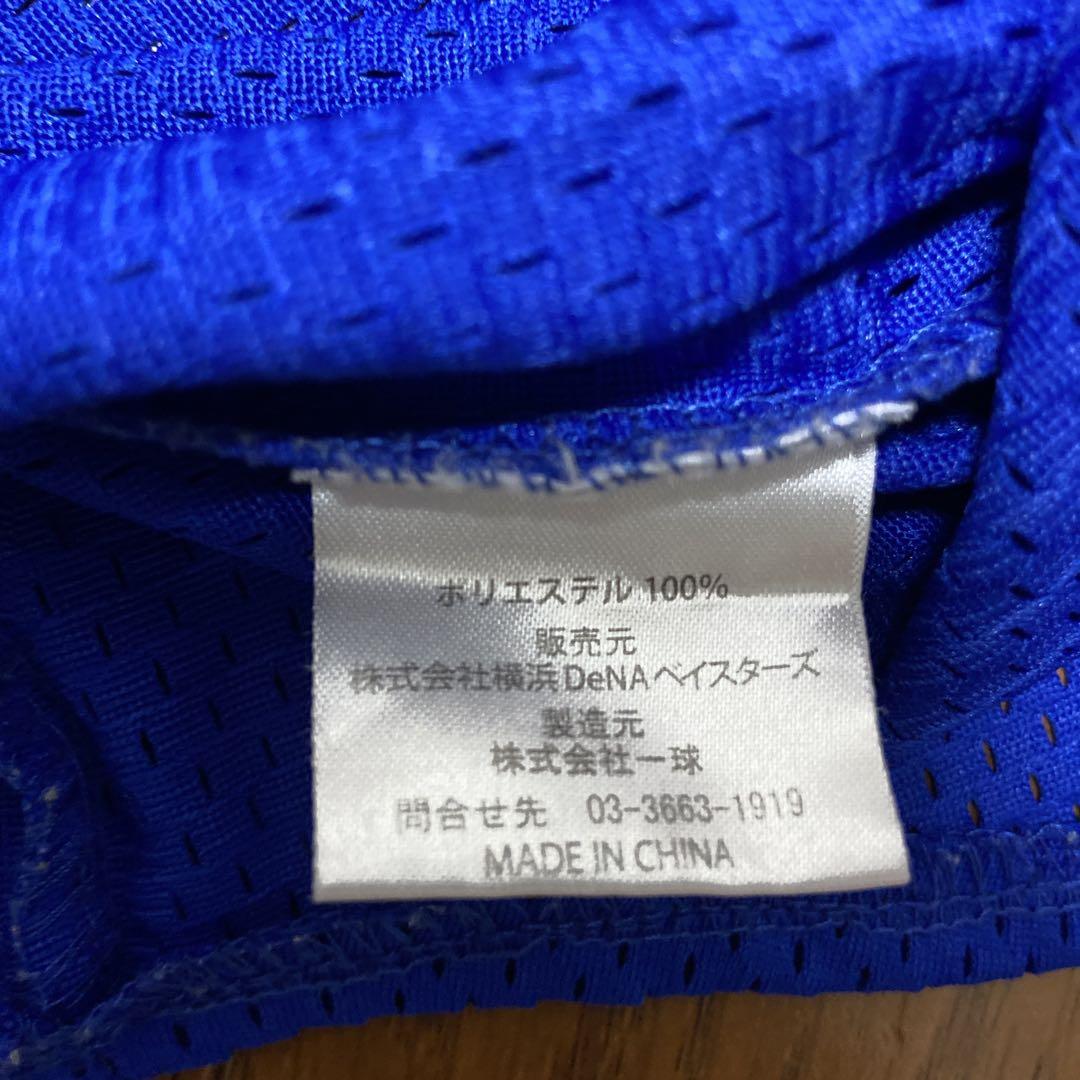 ポリエステル 100%
販売元
株式会社横浜DeNAベイスターズ
製造元
株式会社一球
問合せ先 03-3663-1919
MADE IN CHINA